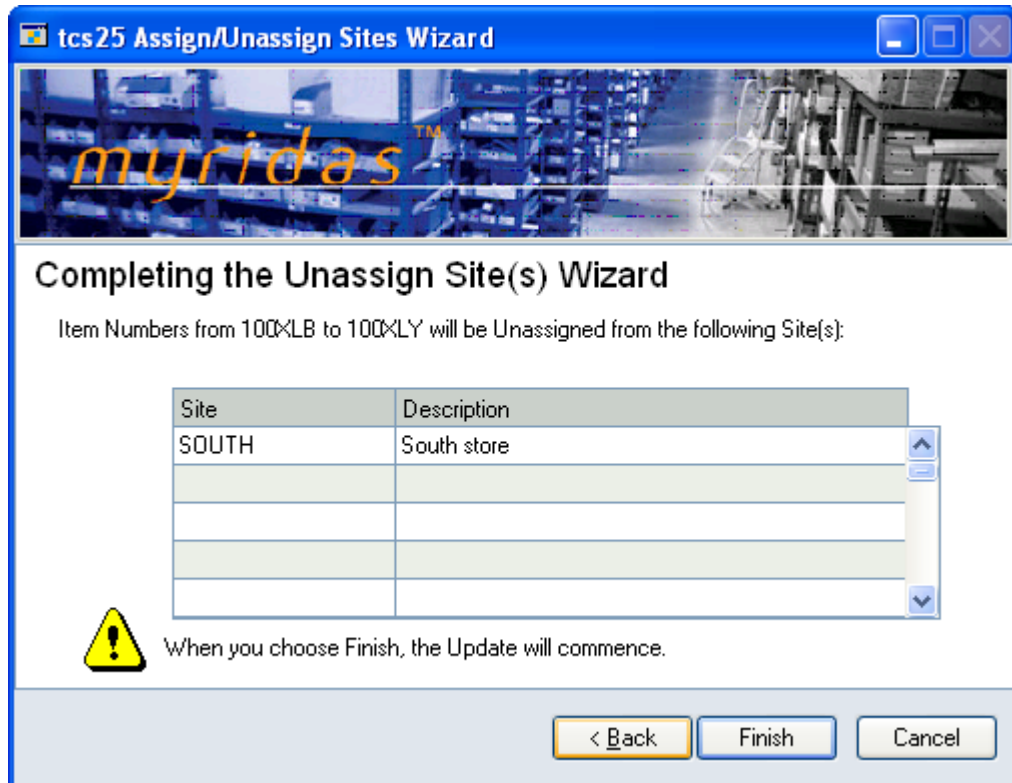 tcs25 Assign/Unassign Sites Wizard
myridas™
Completing the Unassign Site(s) Wizard
Item Numbers from 100XLB to 100XLY will be Unassigned from the following Site(s):
Site Description
SOUTH South store
When you choose Finish, the Update will commence.
< Back Finish Cancel